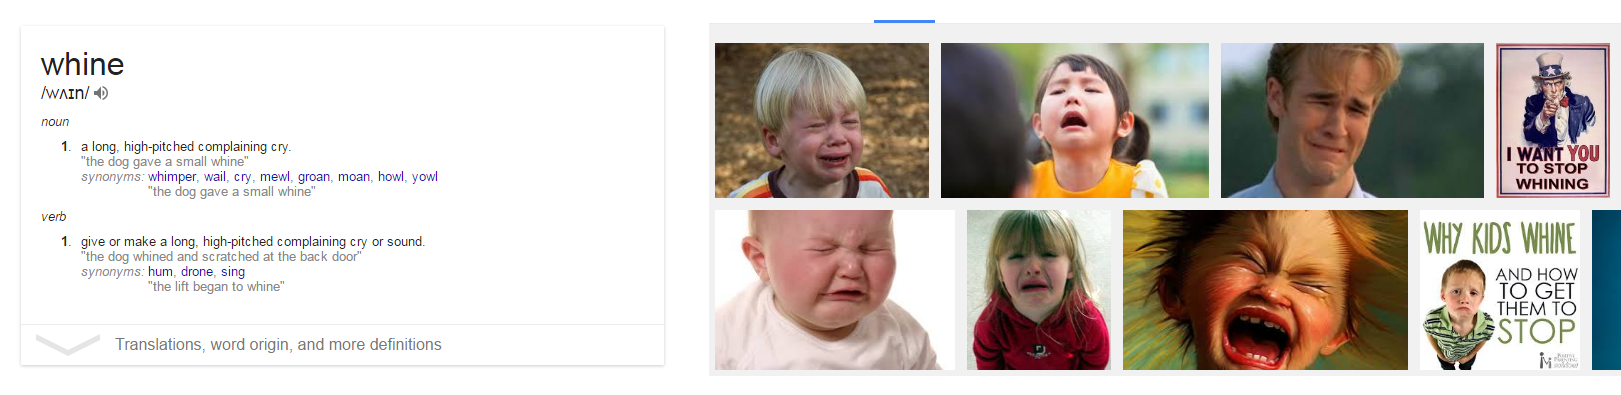 whine
/wʌɪn/
noun
1. a long, high-pitched complaining cry.
"the dog gave a small whine"
synonyms: whimper, wail, cry, mewl, groan, moan, howl, yowl
"the dog gave a small whine"
verb
1. give or make a long, high-pitched complaining cry or sound.
"the dog whined and scratched at the back door"
synonyms: hum, drone, sing
"the lift began to whine"
Translations, word origin, and more definitions
I WANT YOU
TO STOP
WHINING
WHY KIDS WHINE
AND HOW
TO GET
THEM TO
STOP